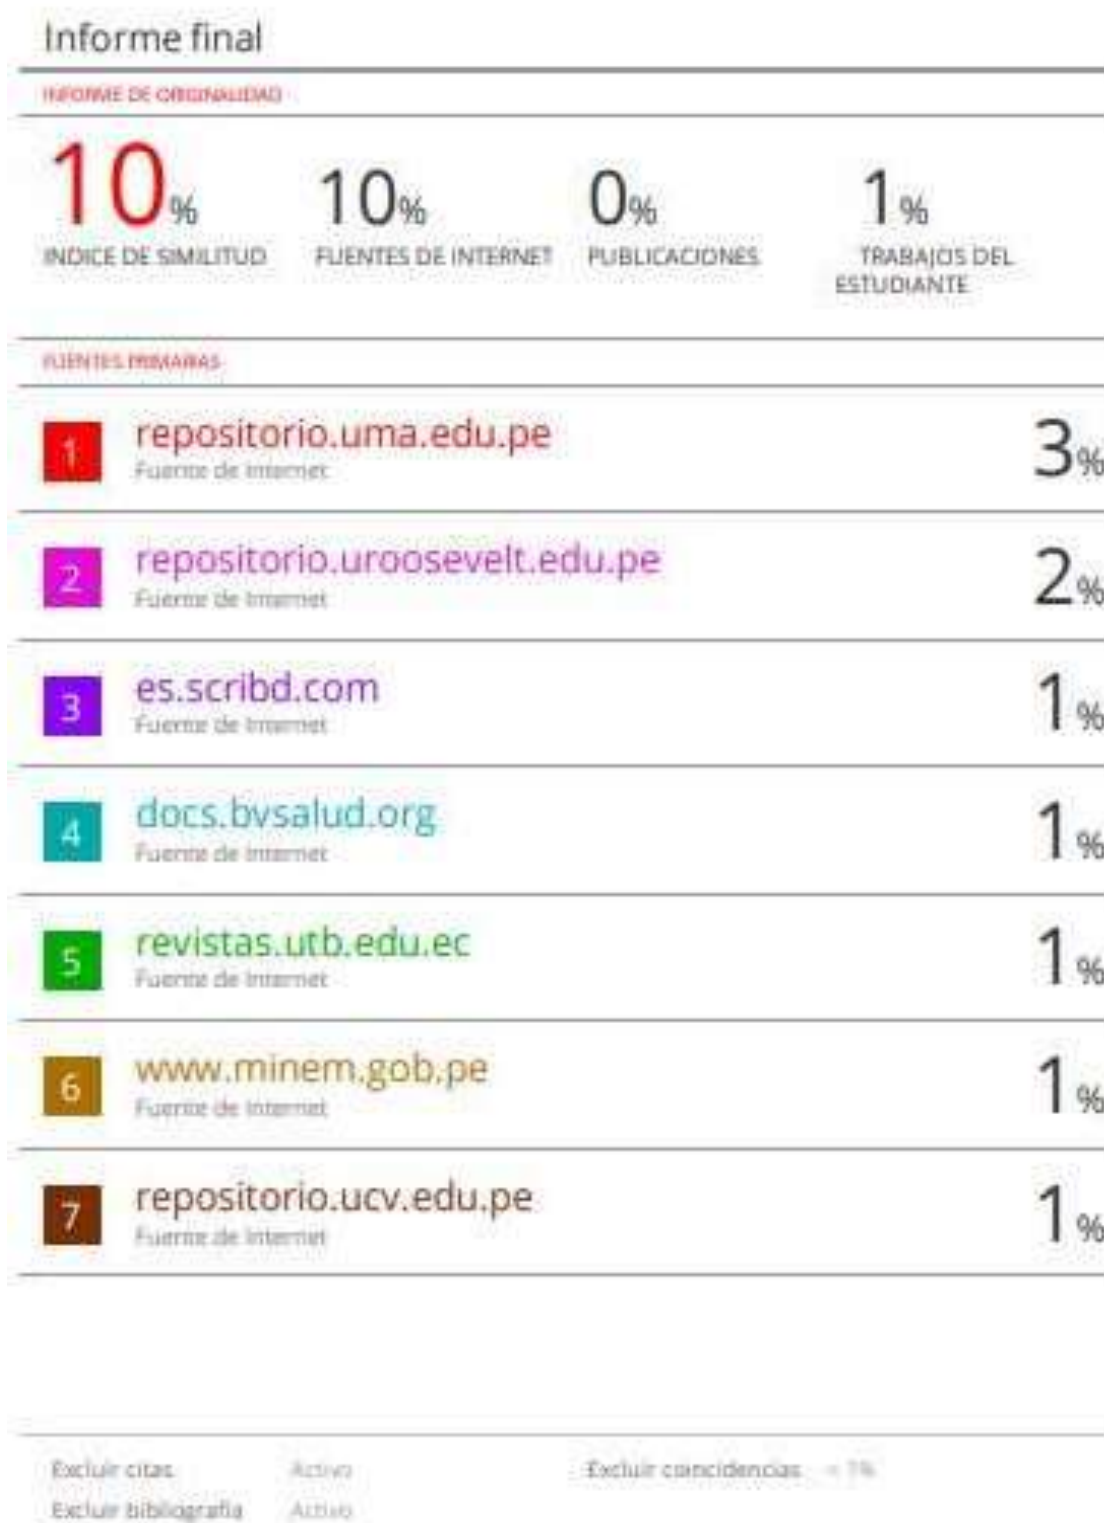 Informe final
INFORME DE ORIGINALIDAD
10% 10% 0% 1%
INDICE DE SIMILITUD FUENTES DE INTERNET PUBLICACIONES TRABAJOS DEL
ESTUDIANTE
FUENTES PRIMARIAS
1 repositorio.uma.edu.pe 3%
Fuente de Internet
2 repositorio.uroosevelt.edu.pe 2%
Fuente de Internet
3 es.scribd.com 1%
Fuente de Internet
4 docs.bvsalud.org 1%
Fuente de Internet
5 revistas.utb.edu.ec 1%
Fuente de Internet
6 www.minem.gob.pe 1%
Fuente de Internet
7 repositorio.ucv.edu.pe 1%
Fuente de Internet
Excluir citas Activo Excluir coincidencias < 1%
Excluir bibliografía Activo